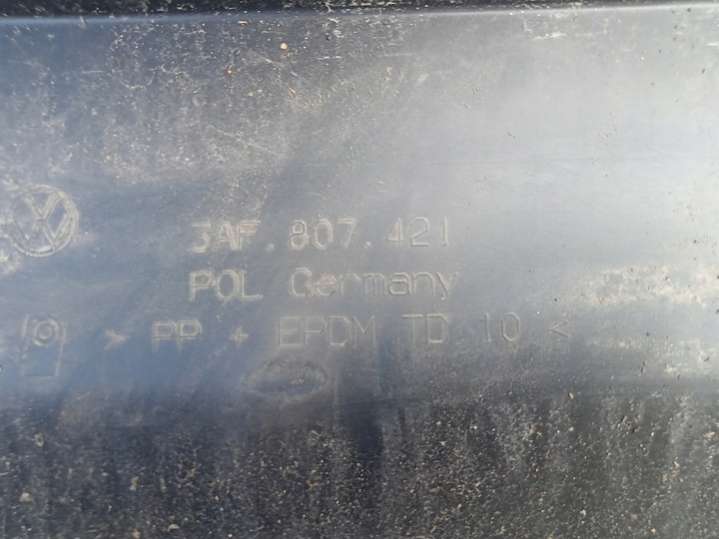 3AF.807.421
POL Germany
> PP + EPDM TD 10 <